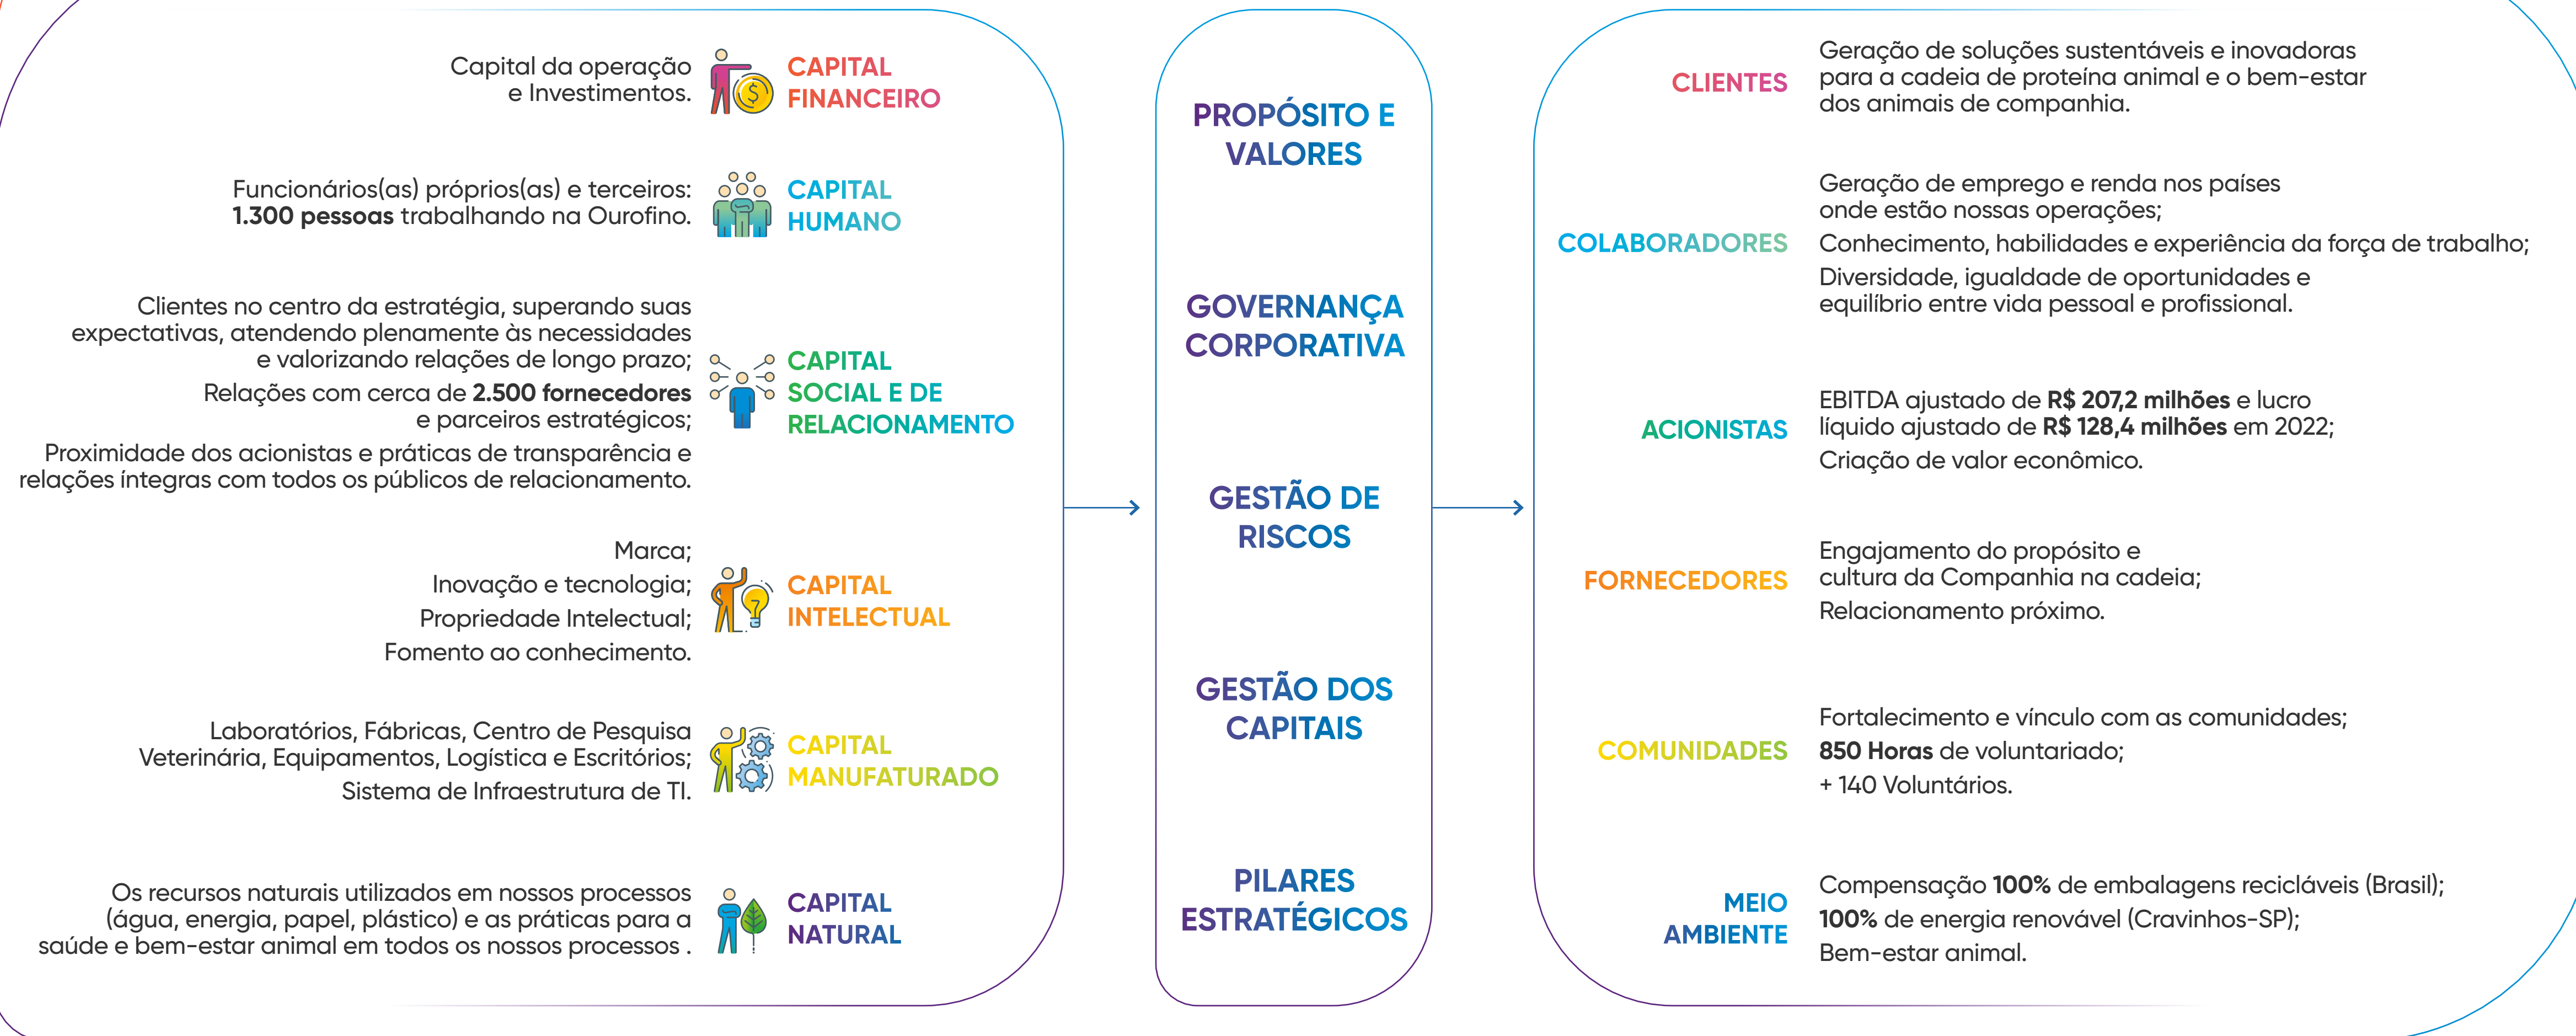 Capital da operação
e Investimentos.
CAPITAL
FINANCEIRO
Funcionários(as) próprios(as) e terceiros:
1.300 pessoas trabalhando na Ourofino.
CAPITAL
HUMANO
Clientes no centro da estratégia, superando suas
expectativas, atendendo plenamente às necessidades
e valorizando relações de longo prazo;
Relações com cerca de 2.500 fornecedores
e parceiros estratégicos;
Proximidade dos acionistas e práticas de transparência e
relações íntegras com todos os públicos de relacionamento.
CAPITAL
SOCIAL E DE
RELACIONAMENTO
Marca;
Inovação e tecnologia;
Propriedade Intelectual;
Fomento ao conhecimento.
CAPITAL
INTELECTUAL
Laboratórios, Fábricas, Centro de Pesquisa
Veterinária, Equipamentos, Logística e Escritórios;
Sistema de Infraestrutura de TI.
CAPITAL
MANUFATURADO
Os recursos naturais utilizados em nossos processos
(água, energia, papel, plástico) e as práticas para a
saúde e bem-estar animal em todos os nossos processos .
CAPITAL
NATURAL
PROPÓSITO E
VALORES
GOVERNANÇA
CORPORATIVA
GESTÃO DE
RISCOS
GESTÃO DOS
CAPITAIS
PILARES
ESTRATÉGICOS
CLIENTES
Geração de soluções sustentáveis e inovadoras
para a cadeia de proteína animal e o bem-estar
dos animais de companhia.
COLABORADORES
Geração de emprego e renda nos países
onde estão nossas operações;
Conhecimento, habilidades e experiência da força de trabalho;
Diversidade, igualdade de oportunidades e
equilíbrio entre vida pessoal e profissional.
ACIONISTAS
EBITDA ajustado de R$ 207,2 milhões e lucro
líquido ajustado de R$ 128,4 milhões em 2022;
Criação de valor econômico.
FORNECEDORES
Engajamento do propósito e
cultura da Companhia na cadeia;
Relacionamento próximo.
COMUNIDADES
Fortalecimento e vínculo com as comunidades;
850 Horas de voluntariado;
+ 140 Voluntários.
MEIO
AMBIENTE
Compensação 100% de embalagens recicláveis (Brasil);
100% de energia renovável (Cravinhos-SP);
Bem-estar animal.